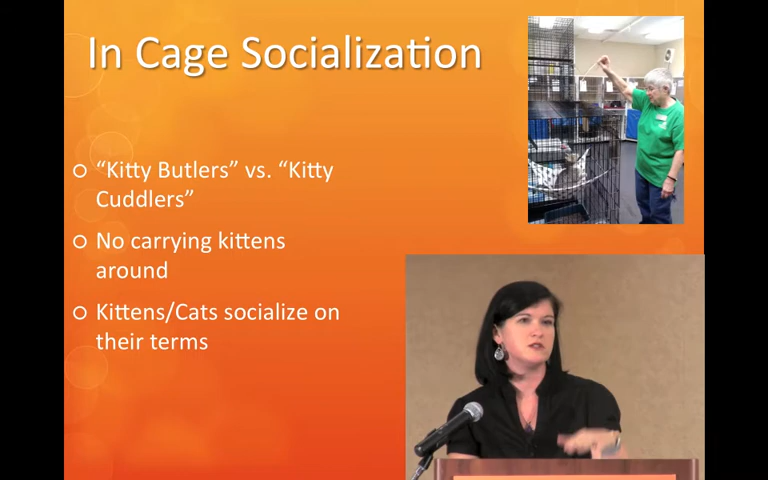 In Cage Socialization
“Kitty Butlers” vs. “Kitty
Cuddlers”
No carrying kittens
around
Kittens/Cats socialize on
their terms